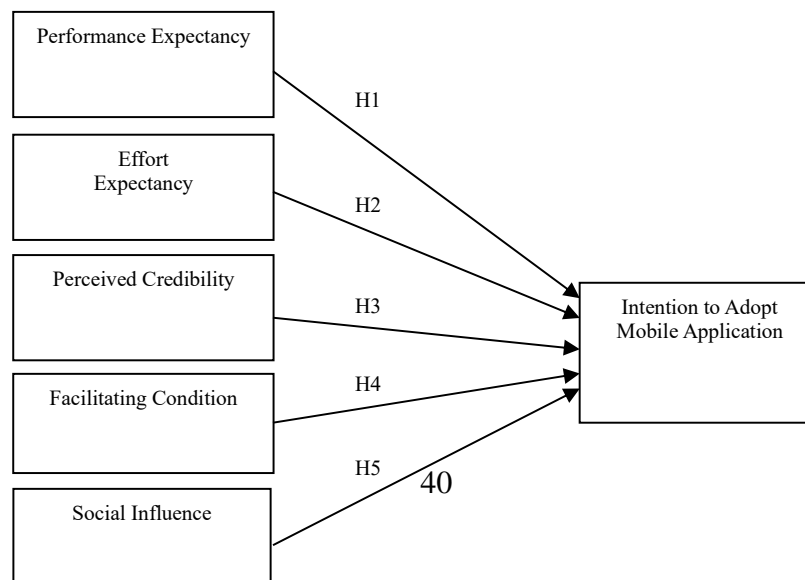 Performance Expectancy
H1
Effort
Expectancy
H2
Perceived Credibility
H3
Intention to Adopt
Mobile Application
Facilitating Condition
H4
H5
40
Social Influence